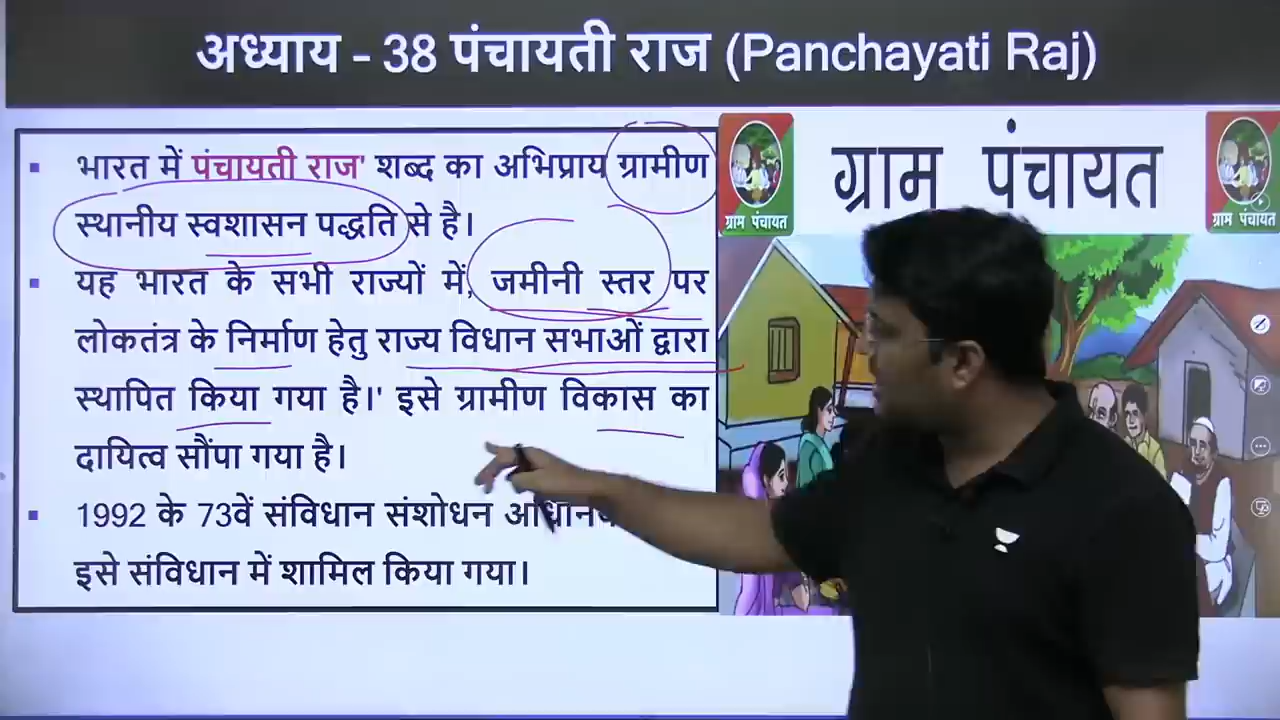 अध्याय - 38 पंचायती राज (Panchayati Raj)
भारत में पंचायती राज' शब्द का अभिप्राय ग्रामीण
स्थानीय स्वशासन पद्धति से है।
यह भारत के सभी राज्यों में, जमीनी स्तर पर
लोकतंत्र के निर्माण हेतु राज्य विधान सभाओं द्वारा
स्थापित किया गया है।' इसे ग्रामीण विकास का
दायित्व सौंपा गया है।
1992 के 73वें संविधान संशोधन
इसे संविधान में शामिल किया गया।
ग्राम पंचायत
ग्राम पंचायत
ग्राम पंचायत